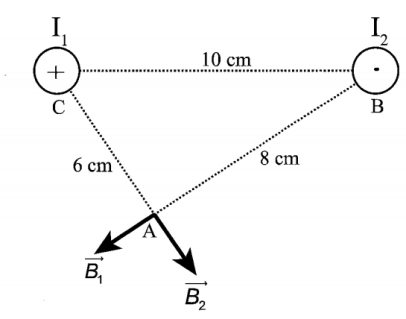 I₁ I₂
+ 10 cm ·
C B
6 cm 8 cm
A
B₁⃗
B₂⃗